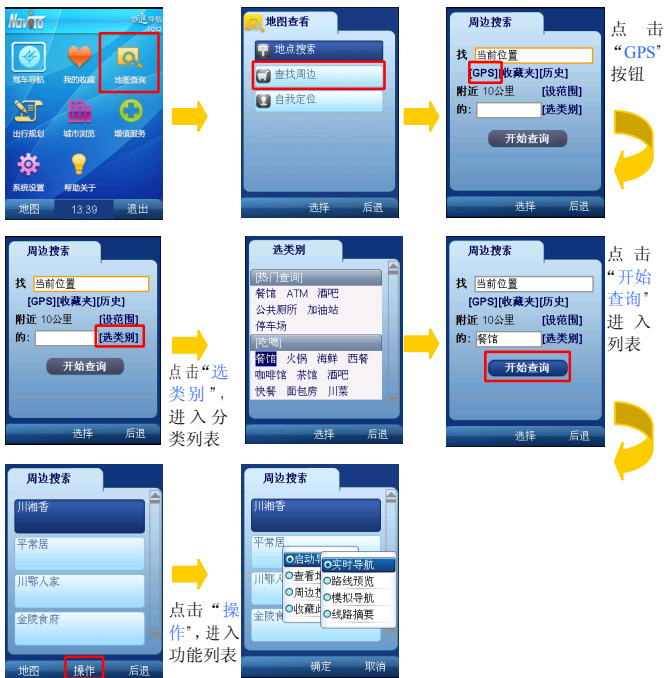 Navito
驾车导航
我的收藏
地图查询
出行规划
城市浏览
增值服务
系统设置
帮助关于
地图 13:39 退出
地图查看
地点搜索
查找周边
自我定位
选择 后退
周边搜索
找 当前位置
[GPS][收藏夹][历史]
附近 10公里 [设范围]
的: [选类别]
开始查询
选择 后退
点击
“GPS”
按钮
周边搜索
找 当前位置
[GPS][收藏夹][历史]
附近 10公里 [设范围]
的: [选类别]
开始查询
选择 后退
点击“选
类别”,
进入分
类列表
选类别
[热门查询]
餐馆 ATM 酒吧
公共厕所 加油站
停车场
[吃喝]
餐馆 火锅 海鲜 西餐
咖啡馆 茶馆 酒吧
快餐 面包房 川菜
选择 后退
周边搜索
找 当前位置
[GPS][收藏夹][历史]
附近 10公里 [设范围]
的: 餐馆 [选类别]
开始查询
选择 后退
点击
“开始
查询”
进入
列表
周边搜索
川湘香
平常居
川鄂人家
金陵食府
地图 操作 后退
点击“操
作”,进入
功能列表
周边搜索
川湘香
平常居
川鄂
金陵食
启动
查看
周边
收藏
实时导航
路线预览
模拟导航
线路摘要
确定 取消